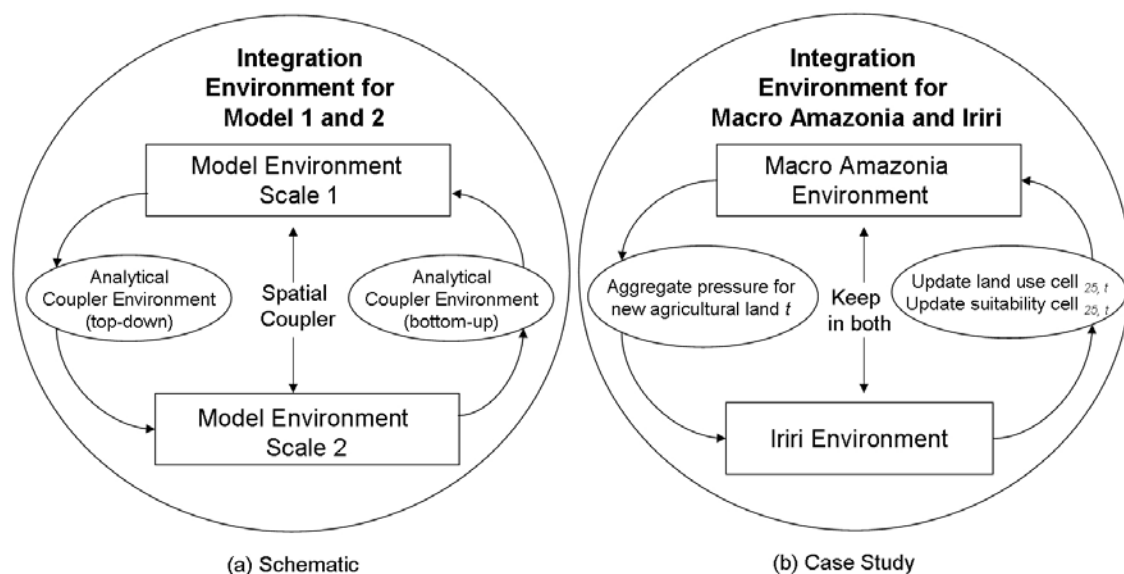 Integration
Environment for
Model 1 and 2
Model Environment
Scale 1
Analytical
Coupler Environment
(top-down)
Spatial
Coupler
Analytical
Coupler Environment
(bottom-up)
Model Environment
Scale 2
(a) Schematic
Integration
Environment for
Macro Amazonia and Iriri
Macro Amazonia
Environment
Aggregate pressure for
new agricultural land t
Keep
in both
Update land use cell 25, t
Update suitability cell 25, t
Iriri Environment
(b) Case Study